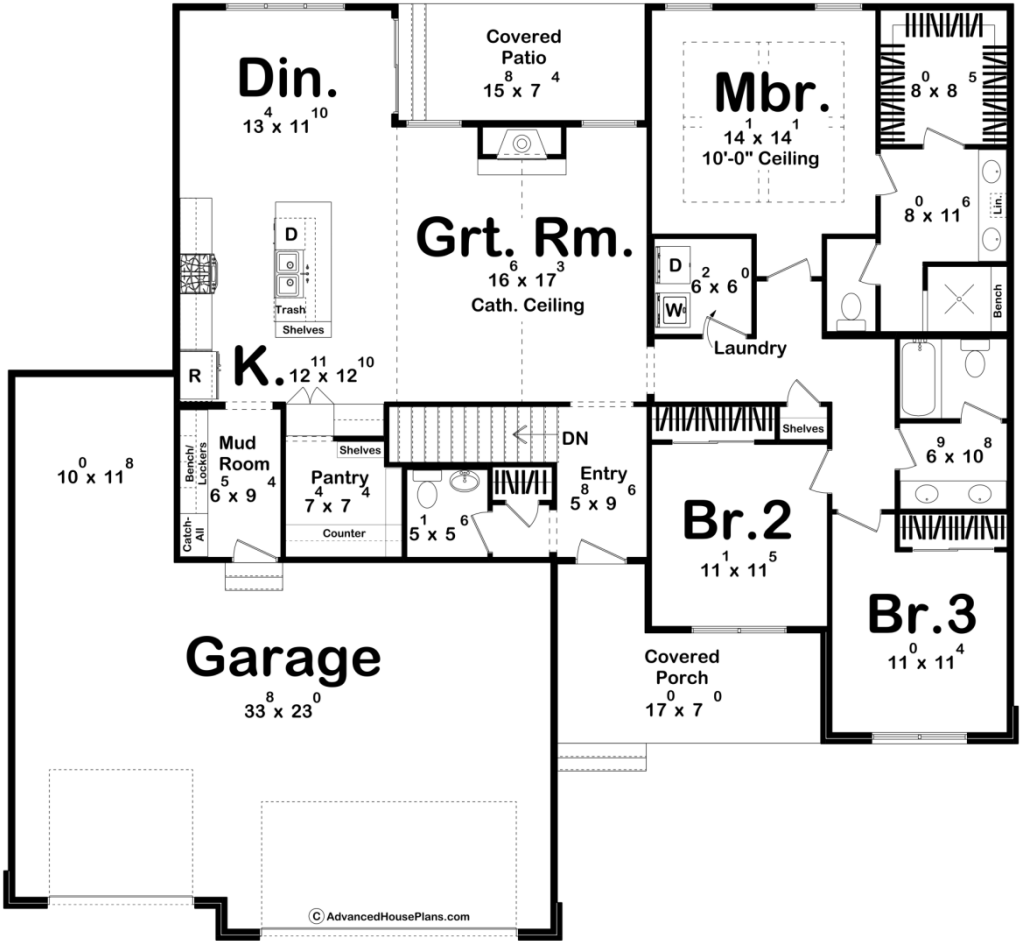 Covered
Patio
15⁸ x 7⁴
Din.
13⁴ x 11¹⁰
Mbr.
14¹ x 14¹
10'-0" Ceiling
8⁰ x 8⁵
8⁰ x 11⁶
Lin.
Bench
D
Trash
Shelves
Grt. Rm.
16⁶ x 17³
Cath. Ceiling
D
W
6² x 6⁰
Laundry
R
K.
12¹¹ x 12¹⁰
Shelves
10⁰ x 11⁸
Bench/
Lockers
Mud
Room
5⁵ x 9⁴
Catch-
All
Shelves
Pantry
7⁴ x 7⁴
Counter
DN
5¹ x 5⁶
Entry
5⁸ x 9⁶
Br.2
11¹ x 11⁵
6⁹ x 10⁸
Br.3
11⁰ x 11⁴
Garage
33⁸ x 23⁰
Covered
Porch
17⁰ x 7⁰
© AdvancedHousePlans.com